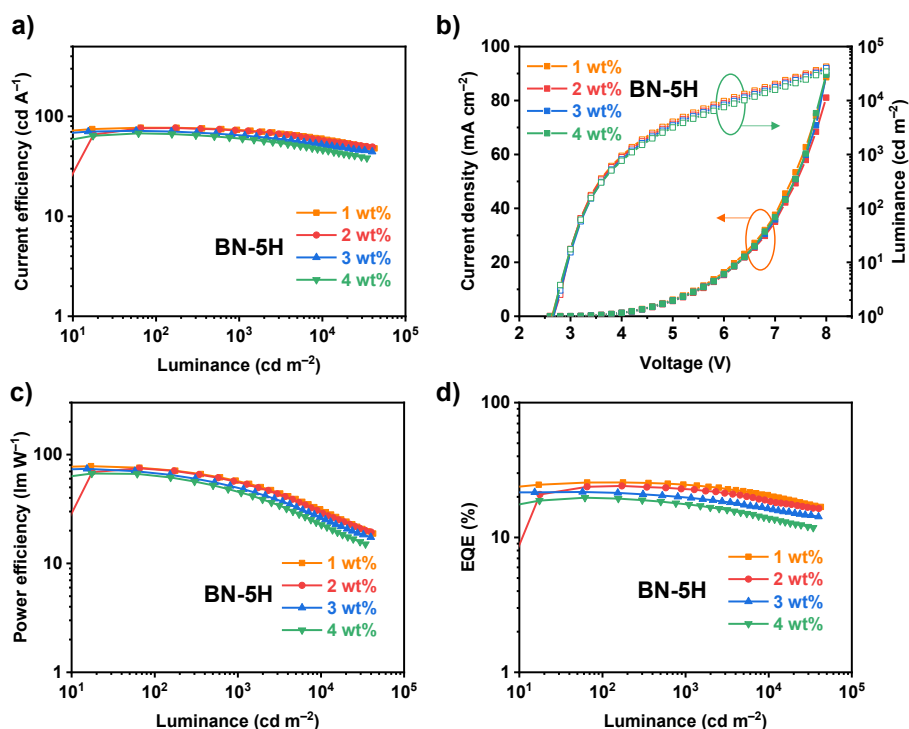 a)
Current efficiency (cd A⁻¹)
100
10
1
10¹ 10² 10³ 10⁴ 10⁵
Luminance (cd m⁻²)
BN-5H
1 wt%
2 wt%
3 wt%
4 wt%
b)
Current density (mA cm⁻²)
100
80
60
40
20
0
2 3 4 5 6 7 8
Voltage (V)
10⁵
10⁴
10³
10²
10¹
10⁰
Luminance (cd m⁻²)
1 wt%
2 wt%
3 wt%
4 wt%
BN-5H
c)
Power efficiency (lm W⁻¹)
100
10
1
10¹ 10² 10³ 10⁴ 10⁵
Luminance (cd m⁻²)
BN-5H
1 wt%
2 wt%
3 wt%
4 wt%
d)
EQE (%)
100
10
1
10¹ 10² 10³ 10⁴ 10⁵
Luminance (cd m⁻²)
BN-5H
1 wt%
2 wt%
3 wt%
4 wt%